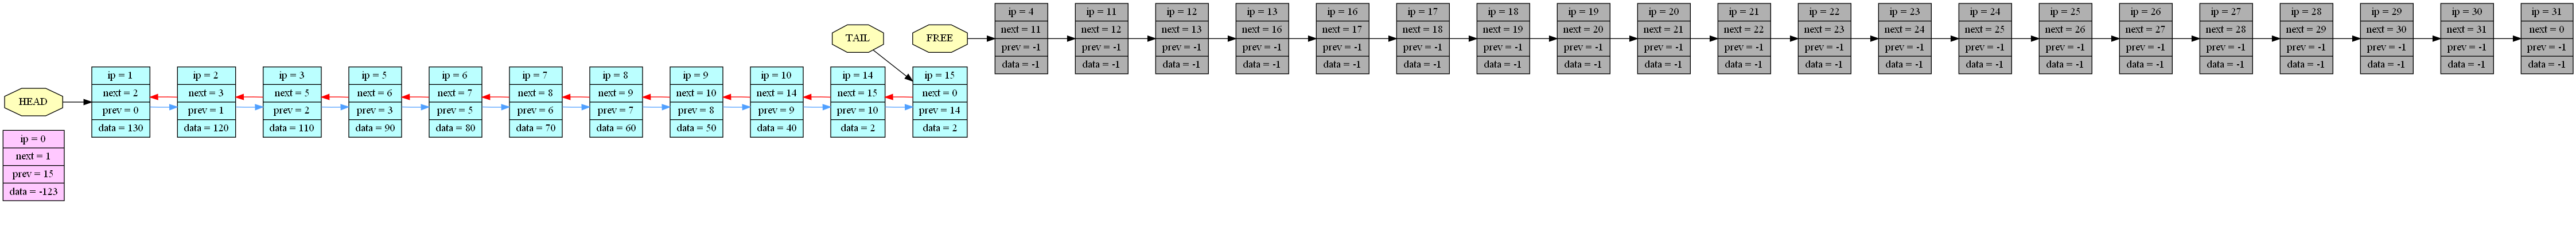 HEAD
ip = 0
next = 1
prev = 15
data = -123
ip = 1
next = 2
prev = 0
data = 130
ip = 2
next = 3
prev = 1
data = 120
ip = 3
next = 5
prev = 2
data = 110
ip = 5
next = 6
prev = 3
data = 90
ip = 6
next = 7
prev = 5
data = 80
ip = 7
next = 8
prev = 6
data = 70
ip = 8
next = 9
prev = 7
data = 60
ip = 9
next = 10
prev = 8
data = 50
ip = 10
next = 14
prev = 9
data = 40
TAIL
ip = 14
next = 15
prev = 10
data = 2
FREE
ip = 15
next = 0
prev = 14
data = 2
ip = 4
next = 11
prev = -1
data = -1
ip = 11
next = 12
prev = -1
data = -1
ip = 12
next = 13
prev = -1
data = -1
ip = 13
next = 16
prev = -1
data = -1
ip = 16
next = 17
prev = -1
data = -1
ip = 17
next = 18
prev = -1
data = -1
ip = 18
next = 19
prev = -1
data = -1
ip = 19
next = 20
prev = -1
data = -1
ip = 20
next = 21
prev = -1
data = -1
ip = 21
next = 22
prev = -1
data = -1
ip = 22
next = 23
prev = -1
data = -1
ip = 23
next = 24
prev = -1
data = -1
ip = 24
next = 25
prev = -1
data = -1
ip = 25
next = 26
prev = -1
data = -1
ip = 26
next = 27
prev = -1
data = -1
ip = 27
next = 28
prev = -1
data = -1
ip = 28
next = 29
prev = -1
data = -1
ip = 29
next = 30
prev = -1
data = -1
ip = 30
next = 31
prev = -1
data = -1
ip = 31
next = 0
prev = -1
data = -1